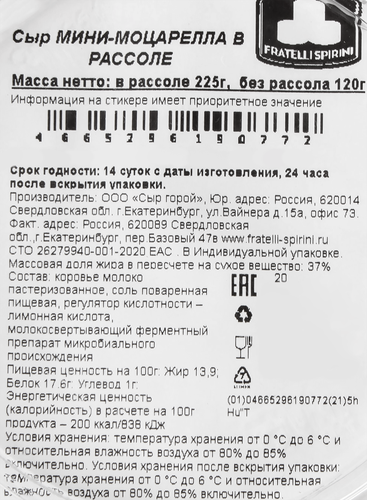 FRATELLI SPIRINI
Сыр МИНИ-МОЦАРЕЛЛА В
РАССОЛЕ
Масса нетто: в рассоле 225г, без рассола 120г
Информация на стикере имеет приоритетное значение
4665296190772
Срок годности: 14 суток с даты изготовления, 24 часа
после вскрытия упаковки.
Производитель: ООО «Сыр горой», Юр. адрес: Россия, 620014
Свердловская обл. г.Екатеринбург, ул.Вайнера д.15а, офис 73.
Факт. адрес: Россия, 620089 Свердловская
обл.,г.Екатеринбург, пер.Базовый 47в www.fratelli-spirini.ru
СТО 26279940-001-2020 ЕАС . В Индивидуальной упаковке.
Массовая доля жира в пересчете на сухое вещество: 37%
Состав: коровье молоко
пастеризованное, соль поваренная
пищевая, регулятор кислотности –
лимонная кислота,
молокосвертывающий ферментный
препарат микробиального
происхождения
EAC 20
Пищевая ценность на 100г: Жир 13,9;
Белок 17.6г; Углевод 1г.
Энергетическая ценность
(калорийность) в расчете на 100г
продукта – 200 ккал/838 кДж
(01)04665296190772(21)5h
Hu"T
Условия хранения: температура хранения от 0 °С до 6 °С и
относительная влажность воздуха от 80% до 85%
включительно. Условия хранения после вскрытия упаковки:
температура хранения от 0 °С до 6 °С и относительная
влажность воздуха от 80% до 85% включительно.